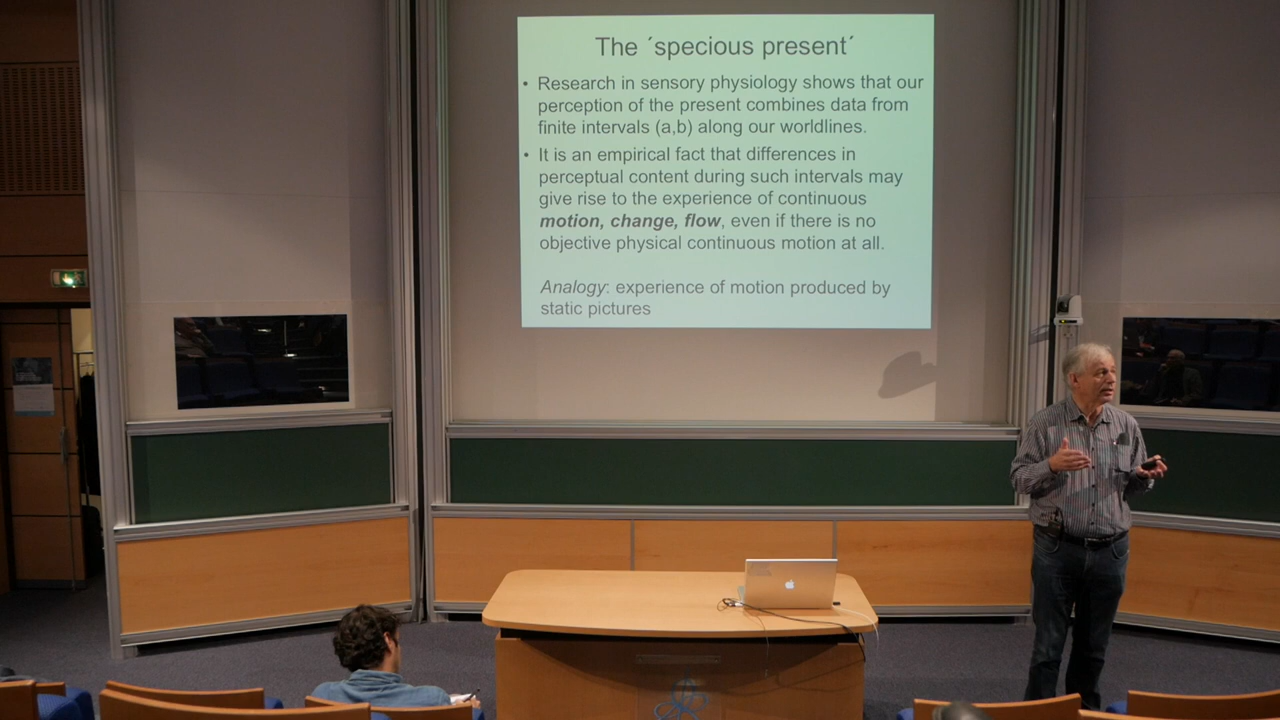 The ´specious present´
• Research in sensory physiology shows that our
perception of the present combines data from
finite intervals (a,b) along our worldlines.
• It is an empirical fact that differences in
perceptual content during such intervals may
give rise to the experience of continuous
motion, change, flow, even if there is no
objective physical continuous motion at all.
Analogy: experience of motion produced by
static pictures